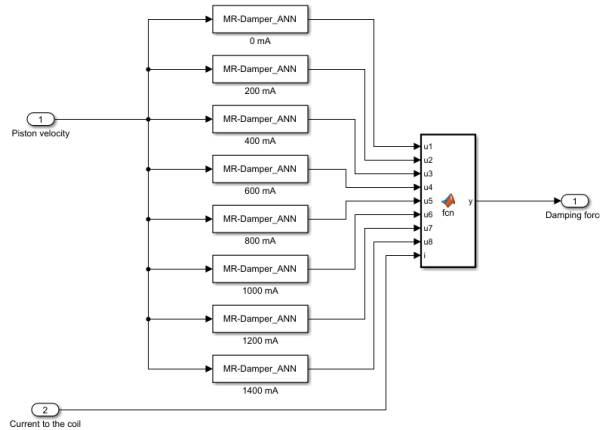 MR-Damper_ANN
0 mA
MR-Damper_ANN
200 mA
1
Piston velocity
MR-Damper_ANN
400 mA
MR-Damper_ANN
600 mA
MR-Damper_ANN
800 mA
MR-Damper_ANN
1000 mA
MR-Damper_ANN
1200 mA
MR-Damper_ANN
1400 mA
2
Current to the coil
u1
u2
u3
u4
u5
u6
u7
u8
i
fcn
y
1
Damping forc